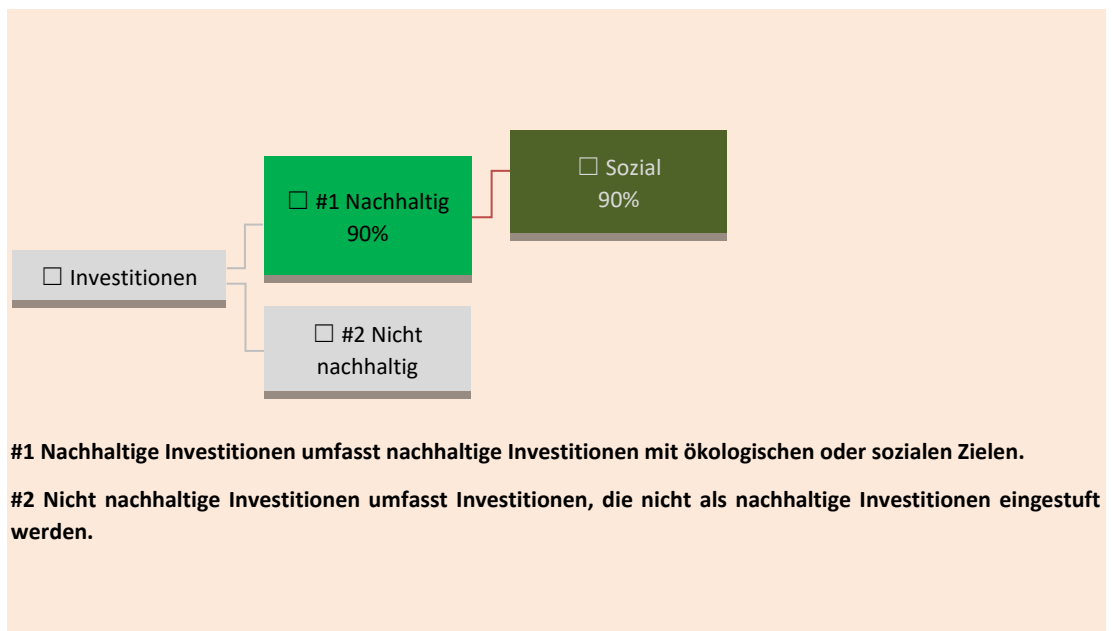 ☐ Sozial
90%
☐ #1 Nachhaltig
90%
☐ Investitionen
☐ #2 Nicht
nachhaltig
#1 Nachhaltige Investitionen umfasst nachhaltige Investitionen mit ökologischen oder sozialen Zielen.
#2 Nicht nachhaltige Investitionen umfasst Investitionen, die nicht als nachhaltige Investitionen eingestuft
werden.